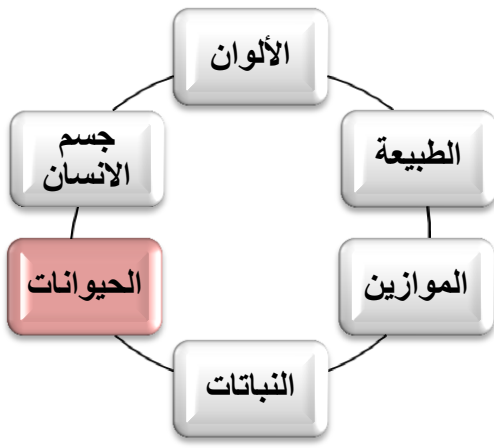 الألوان
الطبيعة
الموازين
النباتات
الحيوانات
جسم
الانسان